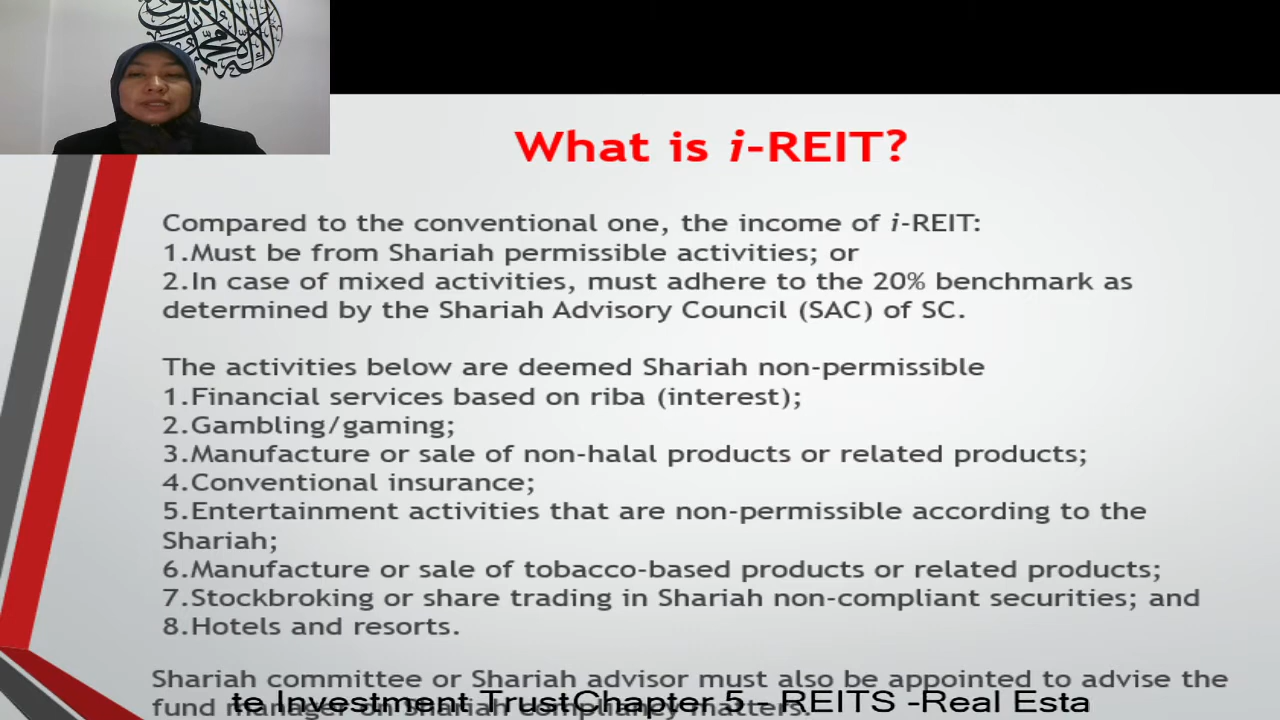 What is i-REIT?
Compared to the conventional one, the income of i-REIT:
1.Must be from Shariah permissible activities; or
2.In case of mixed activities, must adhere to the 20% benchmark as
determined by the Shariah Advisory Council (SAC) of SC.
The activities below are deemed Shariah non-permissible
1.Financial services based on riba (interest);
2.Gambling/gaming;
3.Manufacture or sale of non-halal products or related products;
4.Conventional insurance;
5.Entertainment activities that are non-permissible according to the
Shariah;
6.Manufacture or sale of tobacco-based products or related products;
7.Stockbroking or share trading in Shariah non-compliant securities; and
8.Hotels and resorts.
Shariah committee or Shariah advisor must also be appointed to advise the
fund manager on Shariah compliancy matters.
te Investment TrustChapter 5 - REITS -Real Esta